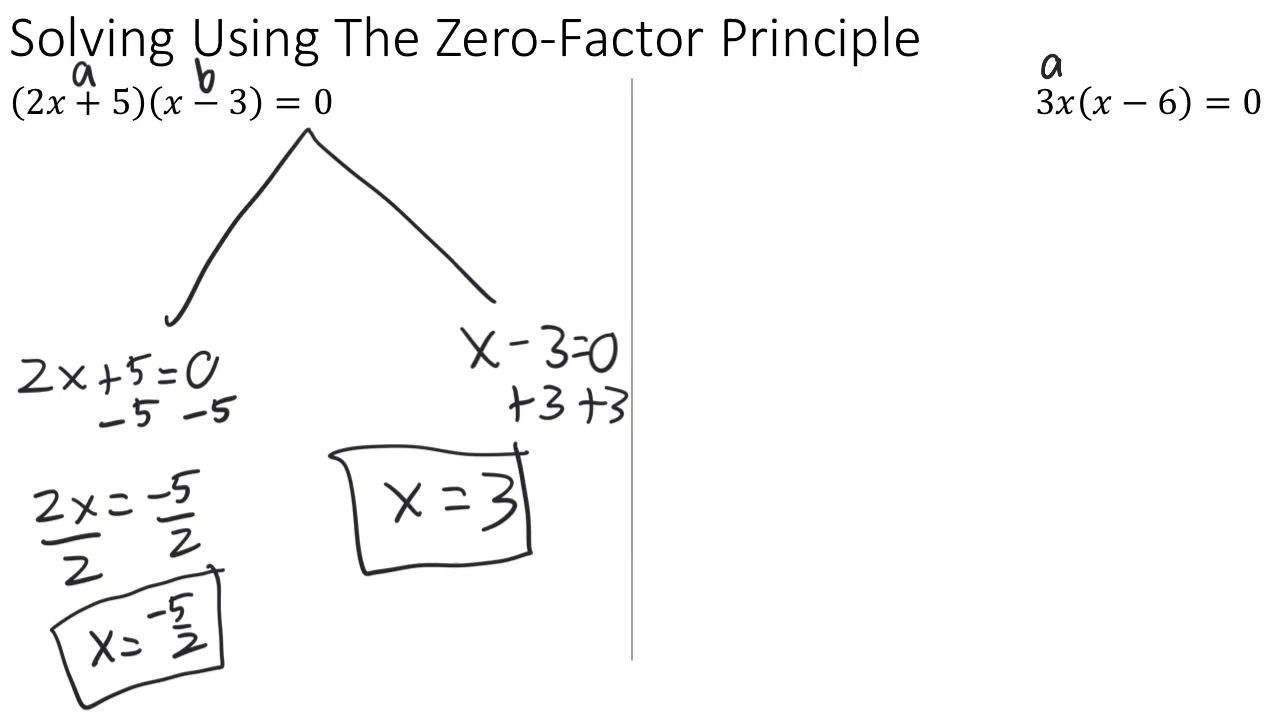 Solving Using The Zero-Factor Principle
a b
(2x + 5)(x − 3) = 0
2x+5=0
-5 -5
2x = -5
2 2
x = -5/2
x - 3=0
+3 +3
x = 3
a
3x(x − 6) = 0